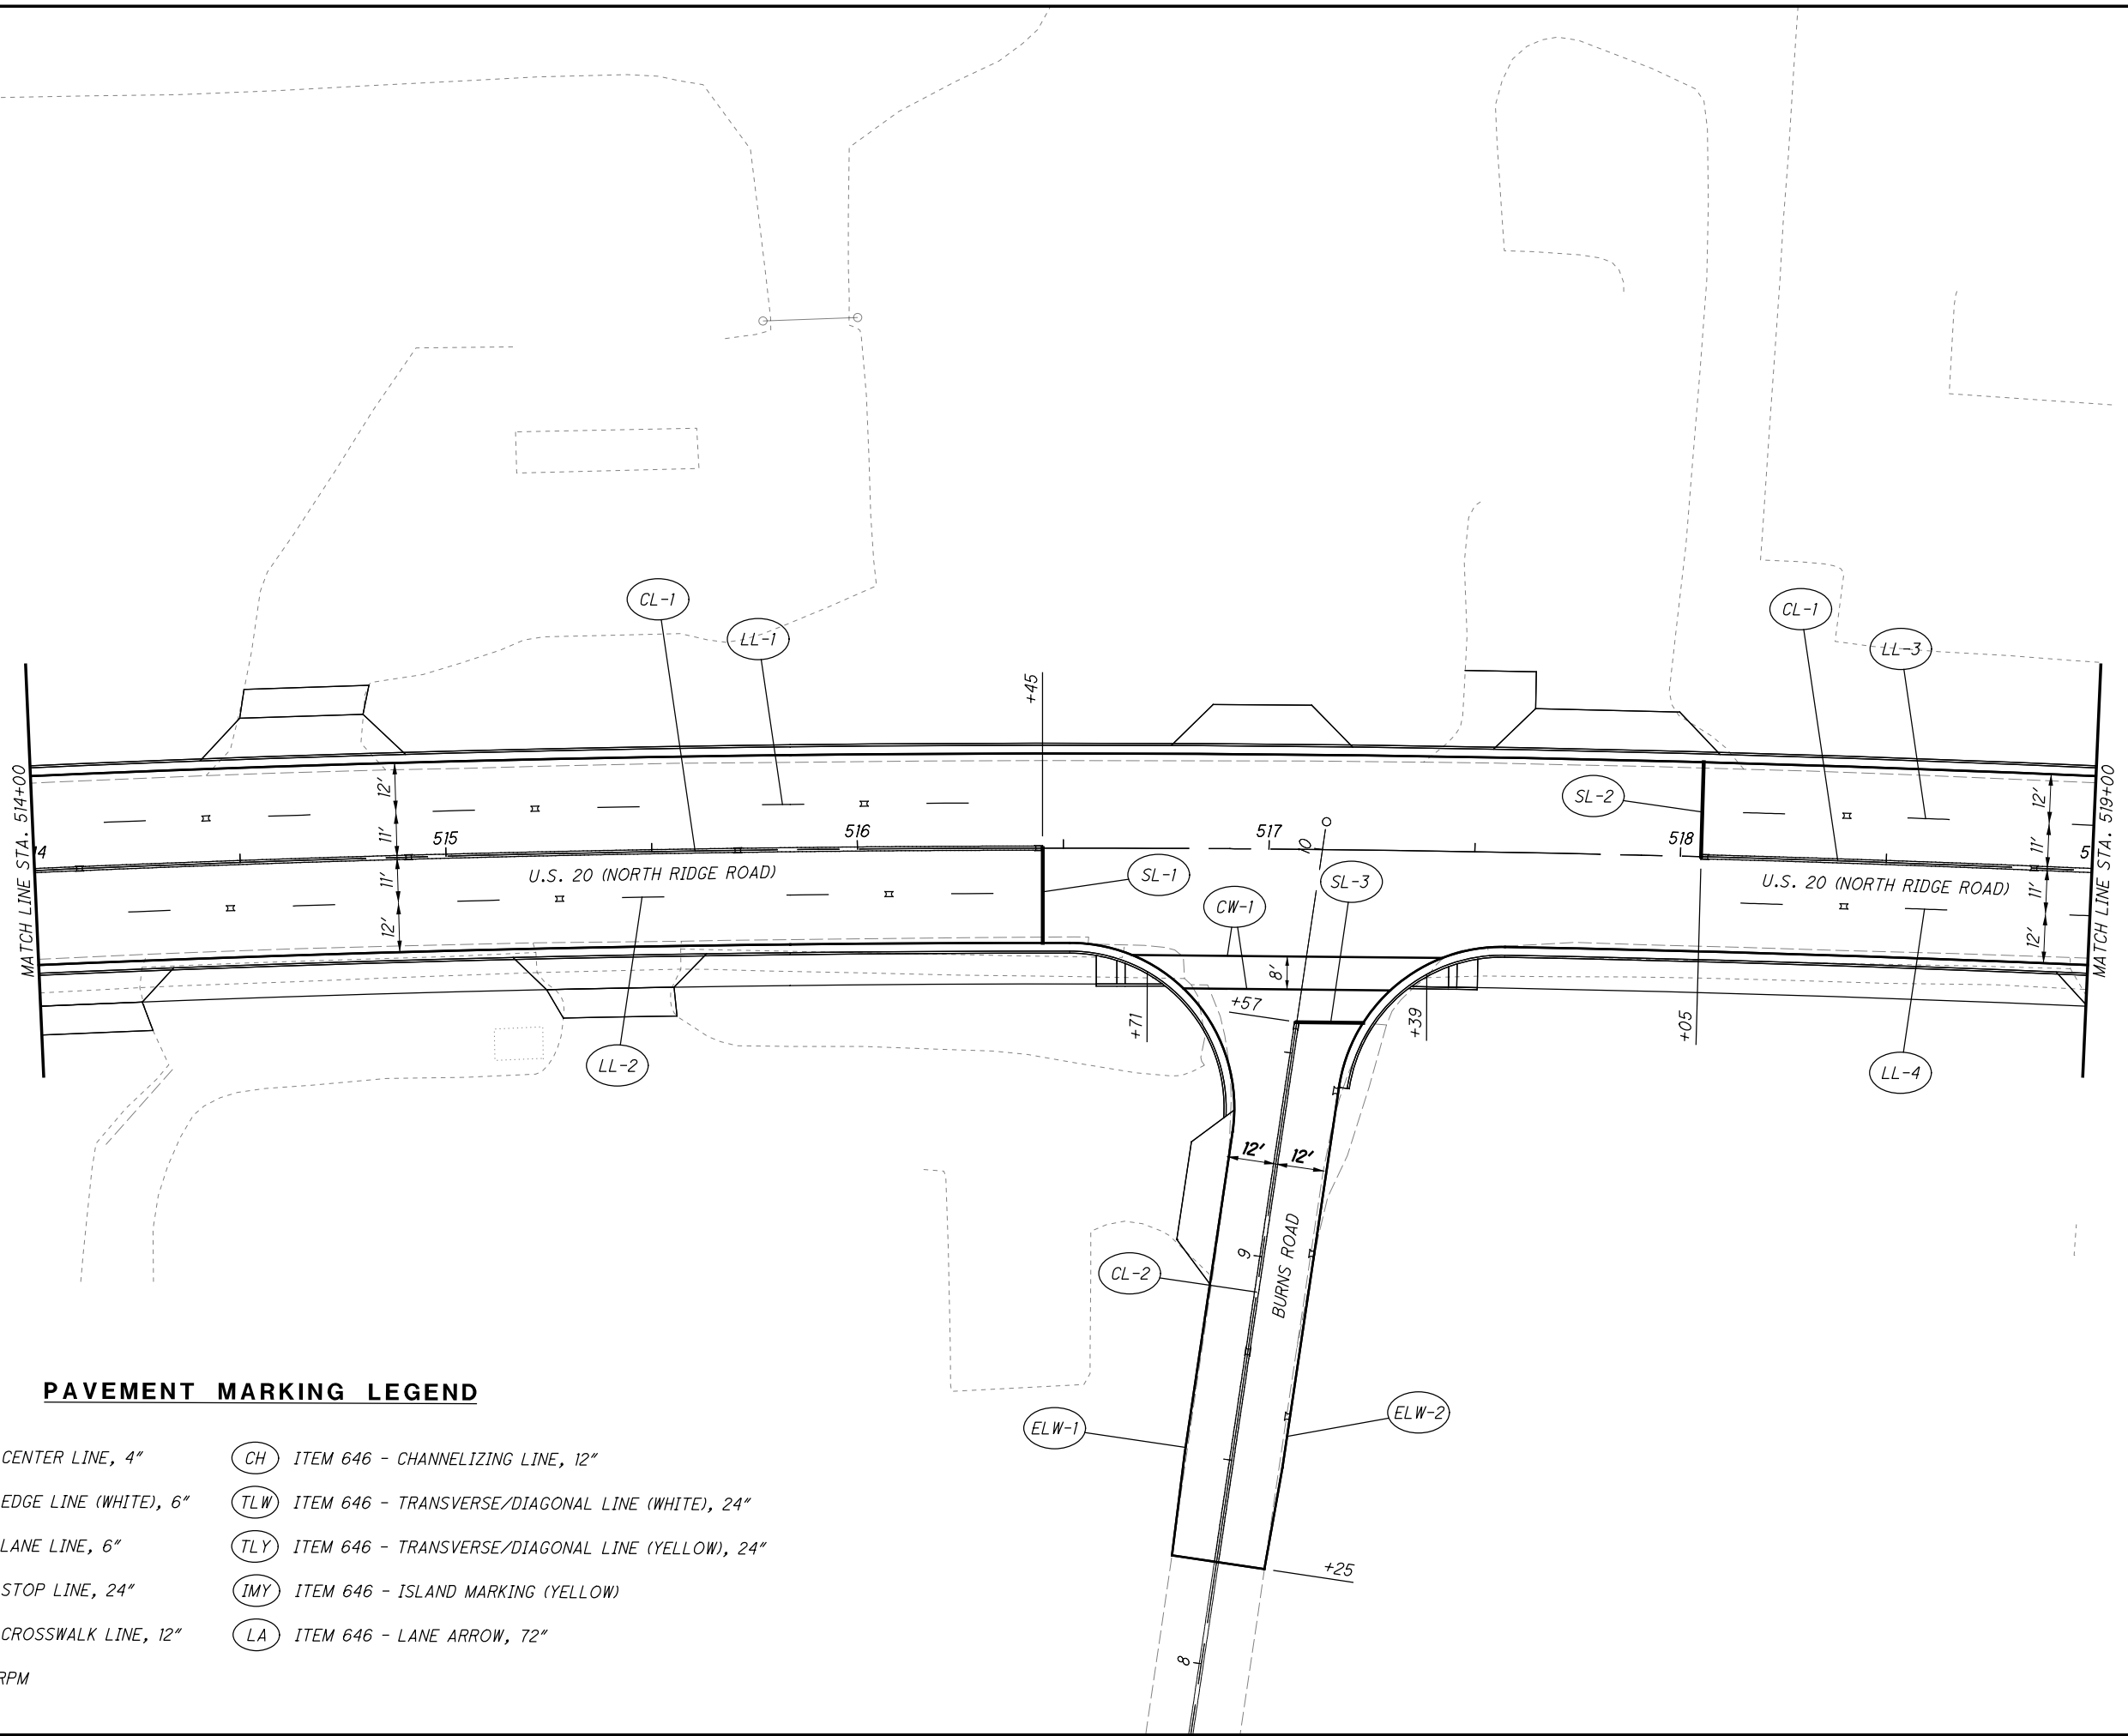 CL-1
LL-1
+45
CL-1
LL-3
MATCH LINE STA. 514+00
14
12'
11'
11'
12'
515
516
517
518
10
U.S. 20 (NORTH RIDGE ROAD)
SL-1
SL-2
SL-3
CW-1
8'
U.S. 20 (NORTH RIDGE ROAD)
12'
11'
11'
12'
5
MATCH LINE STA. 519+00
+57
+71
+39
+05
LL-2
LL-4
12'
12'
9
BURNS ROAD
CL-2
ELW-1
ELW-2
+25
8
PAVEMENT MARKING LEGEND
CENTER LINE, 4"
CH ITEM 646 - CHANNELIZING LINE, 12"
EDGE LINE (WHITE), 6"
TLW ITEM 646 - TRANSVERSE/DIAGONAL LINE (WHITE), 24"
LANE LINE, 6"
TLY ITEM 646 - TRANSVERSE/DIAGONAL LINE (YELLOW), 24"
STOP LINE, 24"
IMY ITEM 646 - ISLAND MARKING (YELLOW)
CROSSWALK LINE, 12"
LA ITEM 646 - LANE ARROW, 72"
RPM